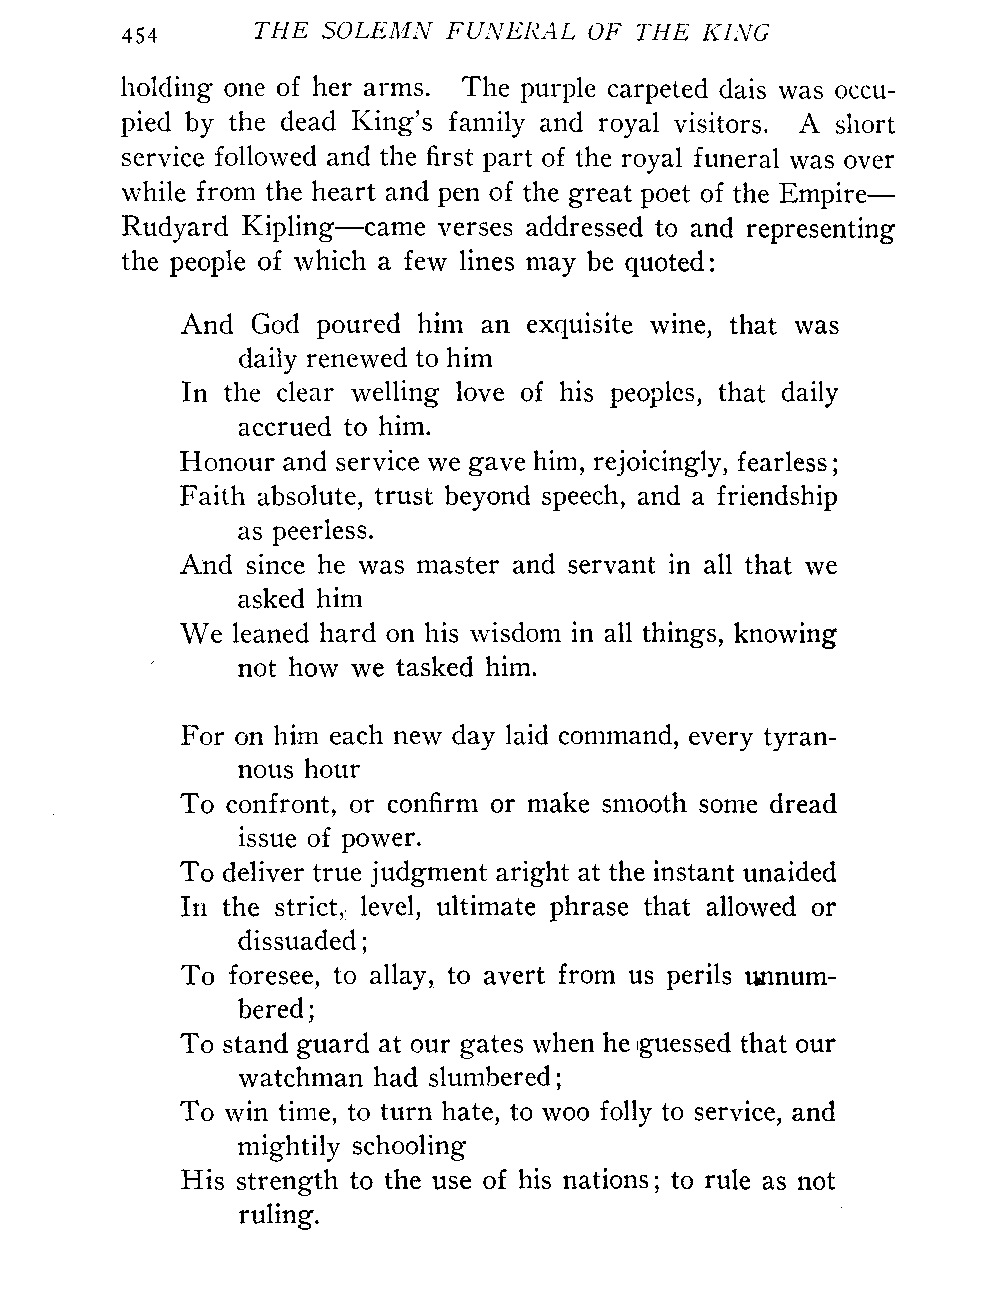 454 THE SOLEMN FUNERAL OF THE KING
holding one of her arms. The purple carpeted dais was occu-
pied by the dead King's family and royal visitors. A short
service followed and the first part of the royal funeral was over
while from the heart and pen of the great poet of the Empire—
Rudyard Kipling—came verses addressed to and representing
the people of which a few lines may be quoted:
And God poured him an exquisite wine, that was
daily renewed to him
In the clear welling love of his peoples, that daily
accrued to him.
Honour and service we gave him, rejoicingly, fearless;
Faith absolute, trust beyond speech, and a friendship
as peerless.
And since he was master and servant in all that we
asked him
We leaned hard on his wisdom in all things, knowing
not how we tasked him.
For on him each new day laid command, every tyran-
nous hour
To confront, or confirm or make smooth some dread
issue of power.
To deliver true judgment aright at the instant unaided
In the strict, level, ultimate phrase that allowed or
dissuaded;
To foresee, to allay, to avert from us perils unnum-
bered;
To stand guard at our gates when he guessed that our
watchman had slumbered;
To win time, to turn hate, to woo folly to service, and
mightily schooling
His strength to the use of his nations; to rule as not
ruling.